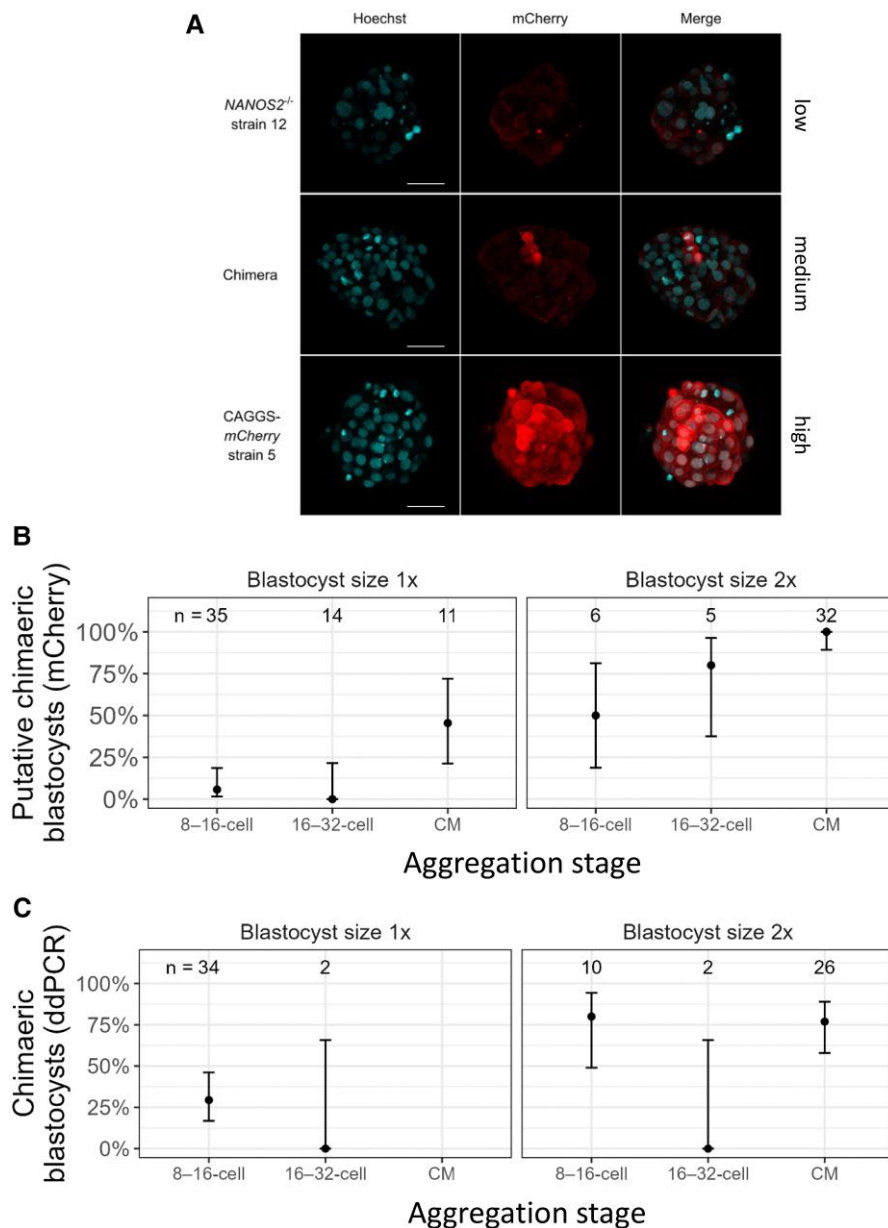 A
Hoechst mCherry Merge
NANOS2-/-
strain 12
low
Chimera
medium
CAGGS-
mCherry
strain 5
high
B
Blastocyst size 1x Blastocyst size 2x
n = 35 14 11 6 5 32
Putative chimaeric
blastocysts (mCherry)
100%
75%
50%
25%
0%
8–16-cell 16–32-cell CM 8–16-cell 16–32-cell CM
Aggregation stage
C
Blastocyst size 1x Blastocyst size 2x
n = 34 2 10 2 26
Chimaeric
blastocysts (ddPCR)
100%
75%
50%
25%
0%
8–16-cell 16–32-cell CM 8–16-cell 16–32-cell CM
Aggregation stage